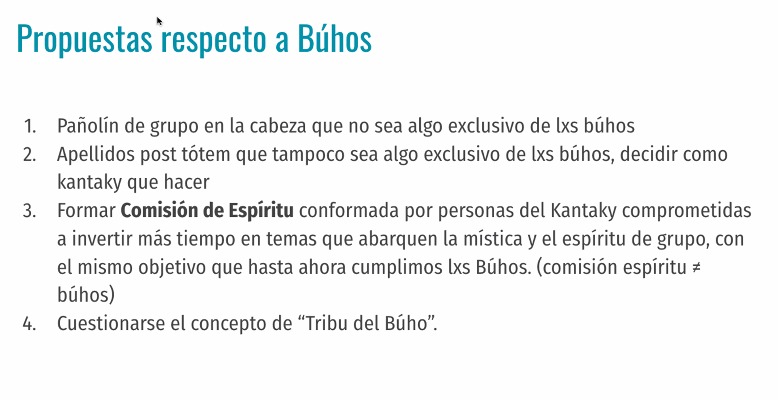 Propuestas respecto a Búhos
1. Pañolín de grupo en la cabeza que no sea algo exclusivo de lxs búhos
2. Apellidos post tótem que tampoco sea algo exclusivo de lxs búhos, decidir como
kantaky que hacer
3. Formar Comisión de Espíritu conformada por personas del Kantaky comprometidas
a invertir más tiempo en temas que abarquen la mística y el espíritu de grupo, con
el mismo objetivo que hasta ahora cumplimos lxs Búhos. (comisión espíritu ≠
búhos)
4. Cuestionarse el concepto de “Tribu del Búho”.